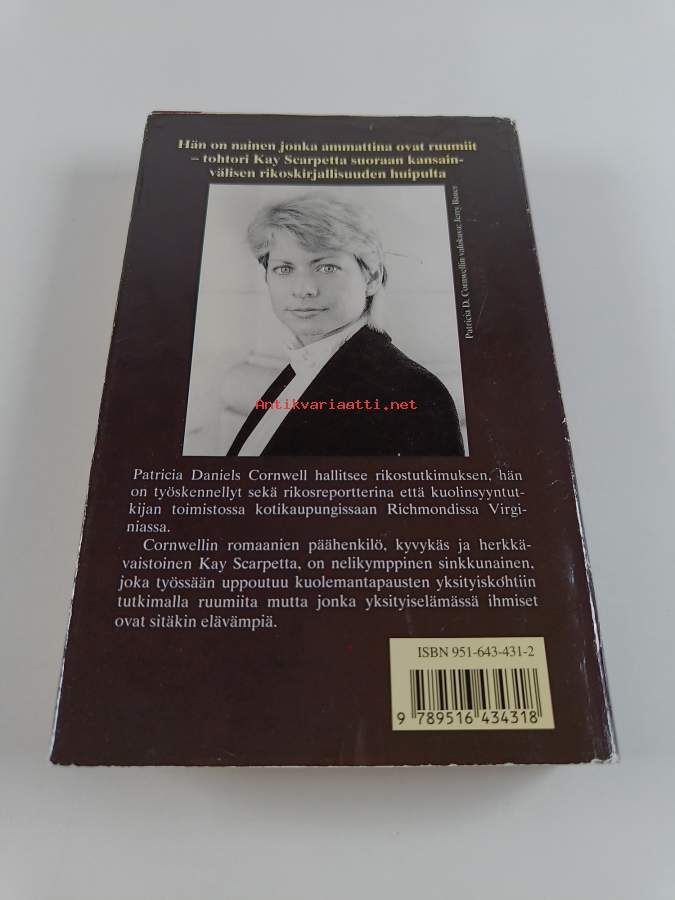 Hän on nainen jonka ammattina ovat ruumiit
– tohtori Kay Scarpetta suoraan kansain-
välisen rikoskirjallisuuden huipulta
Patricia D. Cornwellin valokuva: Jerry Bauer
Antikvariaatti.net
Patricia Daniels Cornwell hallitsee rikostutkimuksen, hän
on työskennellyt sekä rikosreportterina että kuolinsyyntut-
kijan toimistossa kotikaupungissaan Richmondissa Virgi-
niassa.
Cornwellin romaanien päähenkilö, kyvykäs ja herkkä-
vaistoinen Kay Scarpetta, on nelikymppinen sinkkunainen,
joka työssään uppoutuu kuolemantapausten yksityiskohtiin
tutkimalla ruumiita mutta jonka yksityiselämässä ihmiset
ovat sitäkin elävämpiä.
ISBN 951-643-431-2
9 789516 434318